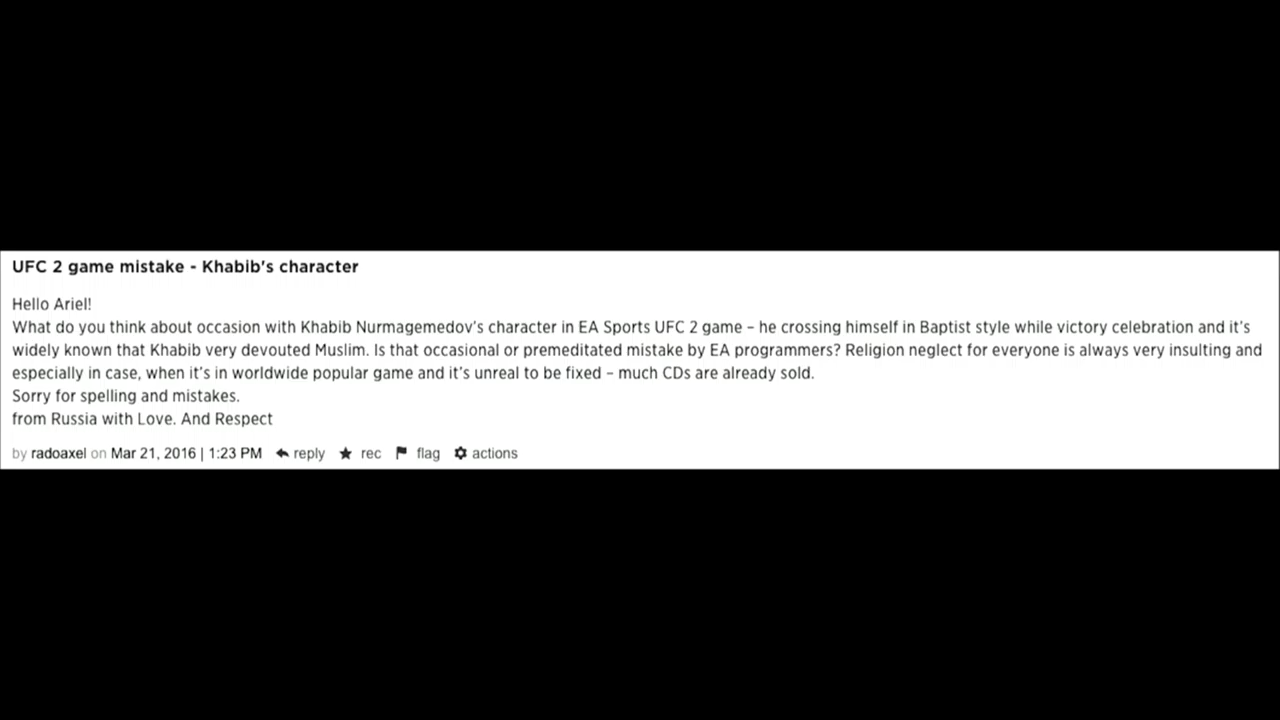 UFC 2 game mistake - Khabib's character
Hello Ariel!
What do you think about occasion with Khabib Nurmagemedov's character in EA Sports UFC 2 game – he crossing himself in Baptist style while victory celebration and it's
widely known that Khabib very devouted Muslim. Is that occasional or premeditated mistake by EA programmers? Religion neglect for everyone is always very insulting and
especially in case, when it's in worldwide popular game and it's unreal to be fixed – much CDs are already sold.
Sorry for spelling and mistakes.
from Russia with Love. And Respect
by radoaxel on Mar 21, 2016 | 1:23 PM reply rec flag actions